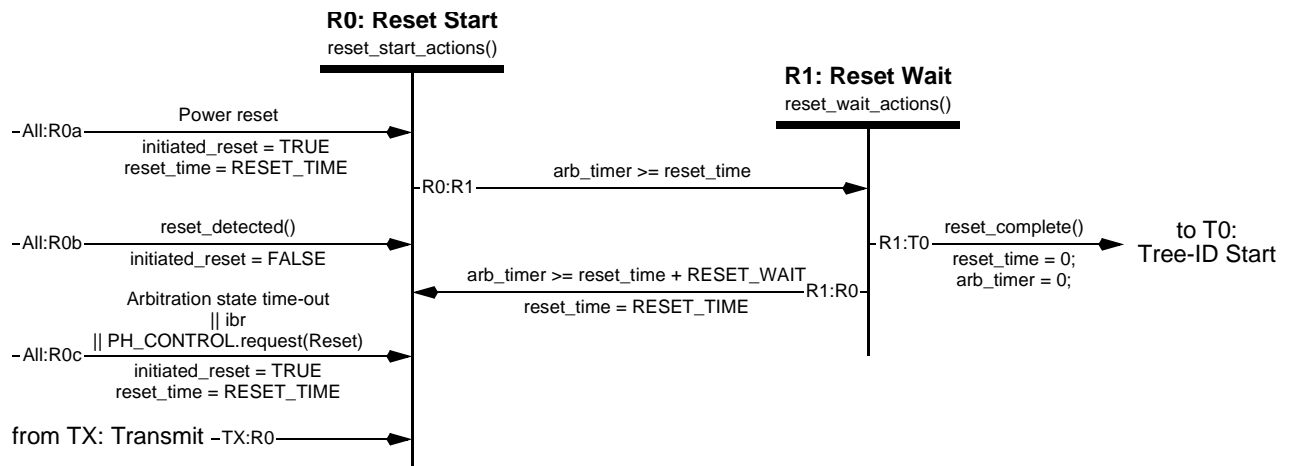 R0: Reset Start
reset_start_actions()
R1: Reset Wait
reset_wait_actions()
Power reset
All:R0a
initiated_reset = TRUE
reset_time = RESET_TIME
R0:R1
arb_timer >= reset_time
reset_detected()
All:R0b
initiated_reset = FALSE
R1:T0
reset_complete()
reset_time = 0;
arb_timer = 0;
to T0:
Tree-ID Start
arb_timer >= reset_time + RESET_WAIT
R1:R0
reset_time = RESET_TIME
Arbitration state time-out
|| ibr
|| PH_CONTROL.request(Reset)
All:R0c
initiated_reset = TRUE
reset_time = RESET_TIME
from TX: Transmit
TX:R0